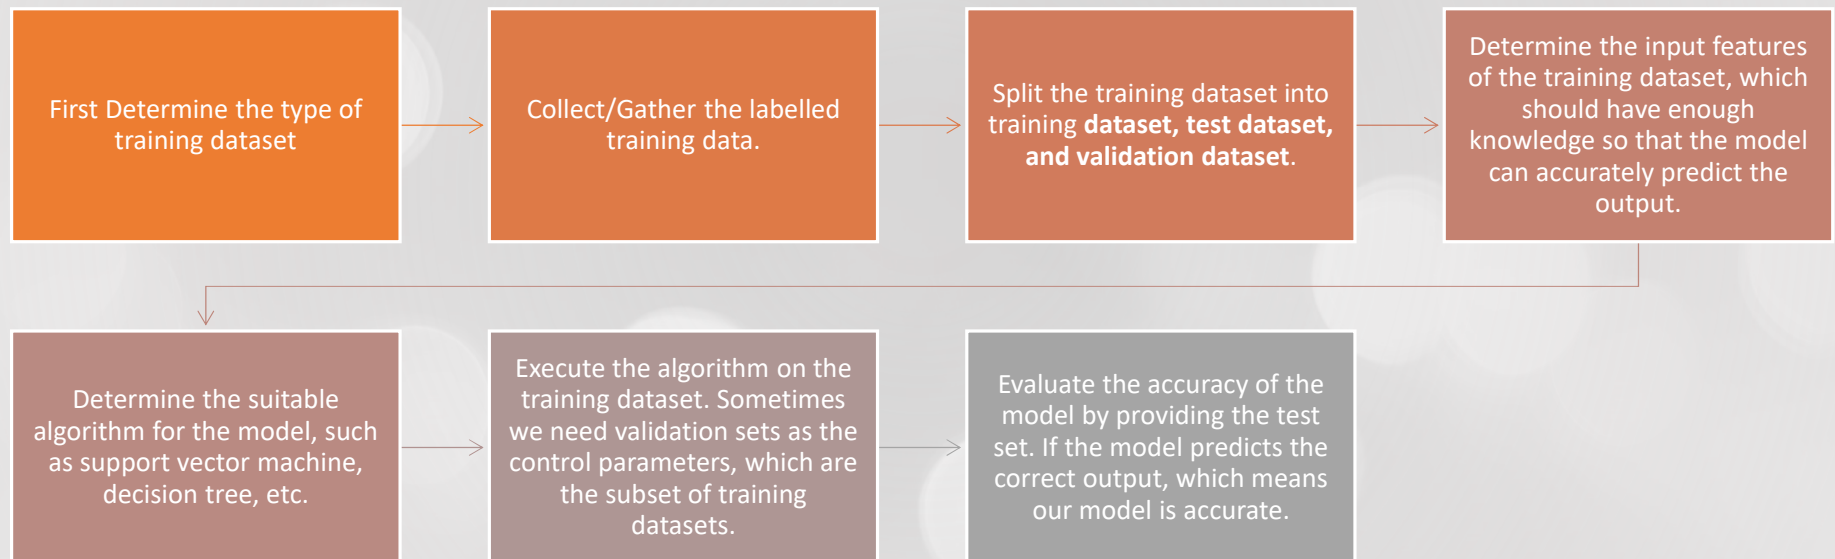 First Determine the type of
training dataset
Collect/Gather the labelled
training data.
Split the training dataset into
training dataset, test dataset,
and validation dataset.
Determine the input features
of the training dataset, which
should have enough
knowledge so that the model
can accurately predict the
output.
Determine the suitable
algorithm for the model, such
as support vector machine,
decision tree, etc.
Execute the algorithm on the
training dataset. Sometimes
we need validation sets as the
control parameters, which are
the subset of training
datasets.
Evaluate the accuracy of the
model by providing the test
set. If the model predicts the
correct output, which means
our model is accurate.